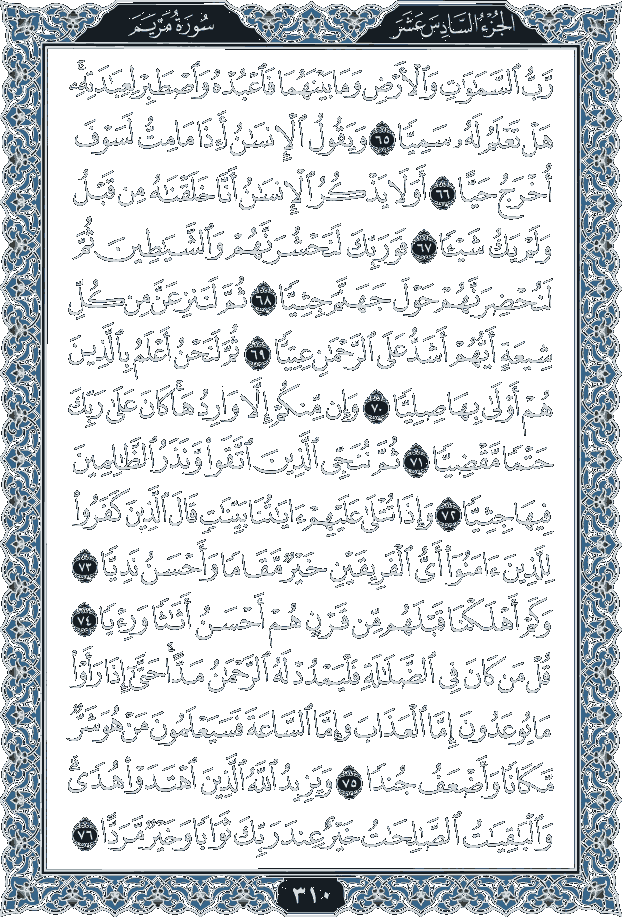 الجزء السادس عشر
سورة مريم
رَّبُّ ٱلسَّمَٰوَٰتِ وَٱلْأَرْضِ وَمَا بَيْنَهُمَا فَٱعْبُدْهُ وَٱصْطَبِرْ لِعِبَٰدَتِهِۦۚ
هَلْ تَعْلَمُ لَهُۥ سَمِيًّا ٦٥ وَيَقُولُ ٱلْإِنسَٰنُ أَءِذَا مَا مِتُّ لَسَوْفَ
أُخْرَجُ حَيًّا ٦٦ أَوَلَا يَذْكُرُ ٱلْإِنسَٰنُ أَنَّا خَلَقْنَٰهُ مِن قَبْلُ
وَلَمْ يَكُ شَيْـًٔا ٦٧ فَوَرَبِّكَ لَنَحْشُرَنَّهُمْ وَٱلشَّيَٰطِينَ ثُمَّ
لَنُحْضِرَنَّهُمْ حَوْلَ جَهَنَّمَ جِثِيًّا ٦٨ ثُمَّ لَنَنزِعَنَّ مِن كُلِّ
شِيعَةٍ أَيُّهُمْ أَشَدُّ عَلَى ٱلرَّحْمَٰنِ عِتِيًّا ٦٩ ثُمَّ لَنَحْنُ أَعْلَمُ بِٱلَّذِينَ
هُمْ أَوْلَىٰ بِهَا صِلِيًّا ٧٠ وَإِن مِّنكُمْ إِلَّا وَارِدُهَاۚ كَانَ عَلَىٰ رَبِّكَ
حَتْمًا مَّقْضِيًّا ٧١ ثُمَّ نُنَجِّى ٱلَّذِينَ ٱتَّقَوا۟ وَّنَذَرُ ٱلظَّٰلِمِينَ
فِيهَا جِثِيًّا ٧٢ وَإِذَا تُتْلَىٰ عَلَيْهِمْ ءَايَٰتُنَا بَيِّنَٰتٍ قَالَ ٱلَّذِينَ كَفَرُوا۟
لِلَّذِينَ ءَامَنُوٓا۟ أَىُّ ٱلْفَرِيقَيْنِ خَيْرٌ مَّقَامًا وَأَحْسَنُ نَدِيًّا ٧٣
وَكَمْ أَهْلَكْنَا قَبْلَهُم مِّن قَرْنٍ هُمْ أَحْسَنُ أَثَٰثًا وَرِءْيًا ٧٤
قُلْ مَن كَانَ فِى ٱلضَّلَٰلَةِ فَلْيَمْدُدْ لَهُ ٱلرَّحْمَٰنُ مَدًّاۚ حَتَّىٰٓ إِذَا رَأَوْا۟
مَا يُوعَدُونَ إِمَّا ٱلْعَذَابَ وَإِمَّا ٱلسَّاعَةَ فَسَيَعْلَمُونَ مَنْ هُوَ شَرٌّ
مَّكَانًا وَأَضْعَفُ جُندًا ٧٥ وَيَزِيدُ ٱللَّهُ ٱلَّذِينَ ٱهْتَدَوْا۟ هُدًىۗ
وَٱلْبَٰقِيَٰتُ ٱلصَّٰلِحَٰتُ خَيْرٌ عِندَ رَبِّكَ ثَوَابًا وَخَيْرٌ مَّرَدًّا ٧٦
٣١٠